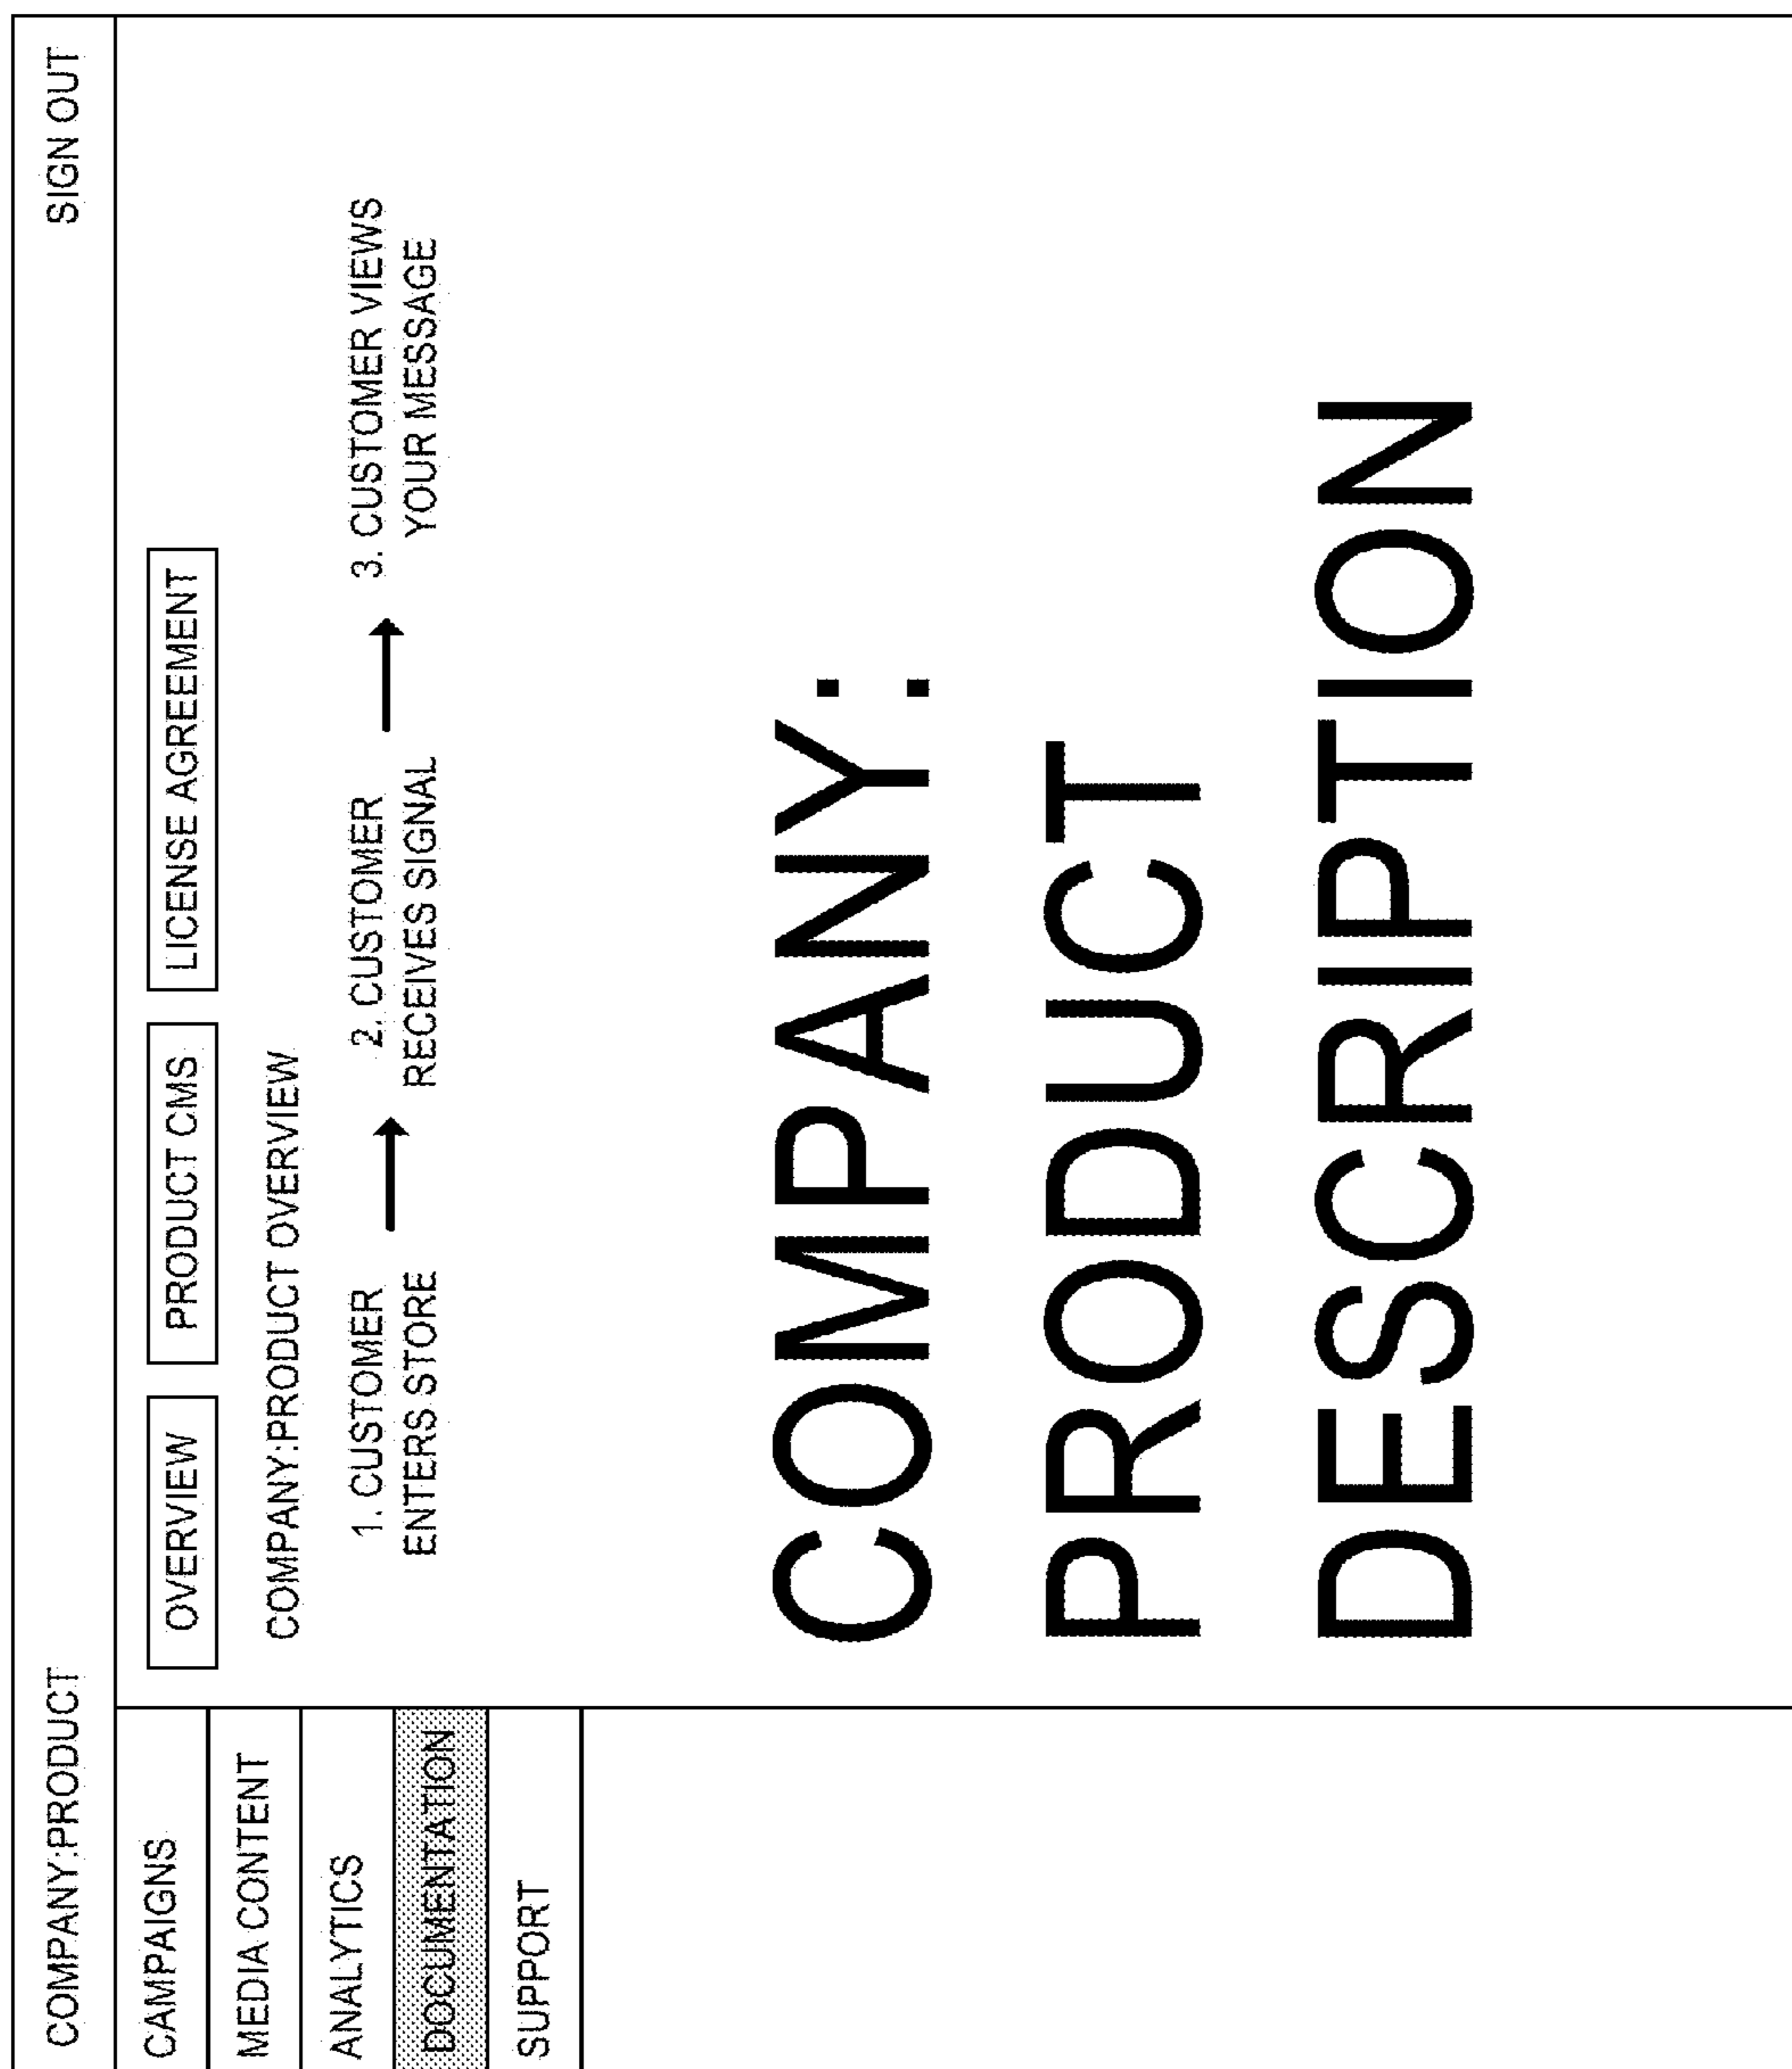 COMPANY:PRODUCT
SIGN OUT
CAMPAIGNS
MEDIA CONTENT
ANALYTICS
DOCUMENTATION
SUPPORT
OVERVIEW
PRODUCT CMS
LICENSE AGREEMENT
COMPANY:PRODUCT OVERVIEW
1. CUSTOMER
ENTERS STORE
2. CUSTOMER
RECEIVES SIGNAL
3. CUSTOMER VIEWS
YOUR MESSAGE
COMPANY:
PRODUCT
DESCRIPTION